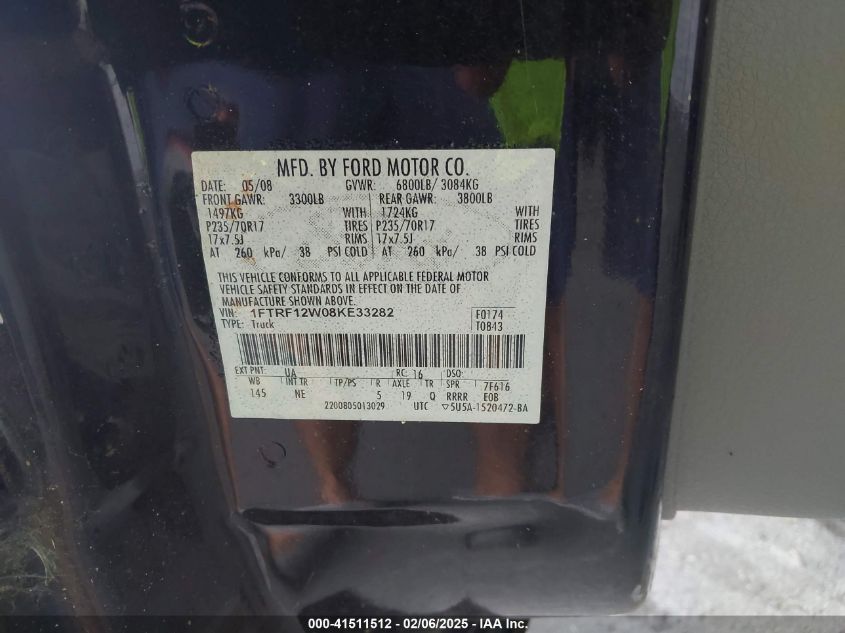 MFD. BY FORD MOTOR CO.
DATE: 05/08 GVWR: 6800LB/ 3084KG
FRONT GAWR: 3300LB REAR GAWR: 3800LB
1497KG WITH 1724KG WITH
P235/70R17 TIRES P235/70R17 TIRES
17x7.5J RIMS 17x7.5J RIMS
AT 260 kPa/ 38 PSI COLD AT 260 kPa/ 38 PSI COLD
THIS VEHICLE CONFORMS TO ALL APPLICABLE FEDERAL MOTOR
VEHICLE SAFETY STANDARDS IN EFFECT ON THE DATE OF
MANUFACTURE SHOWN ABOVE.
VIN: 1FTRF12W08KE33282 F0174
TYPE: Truck T0843
EXT PNT: UA RC: 16 DSO:
WB INT TR TP/PS R AXLE TR SPR 7F616
145 NE 5 19 Q RRRR E0B
2200805013029 UTC ▽5U5A-1520472-BA
000-41511512 - 02/06/2025 - IAA Inc.